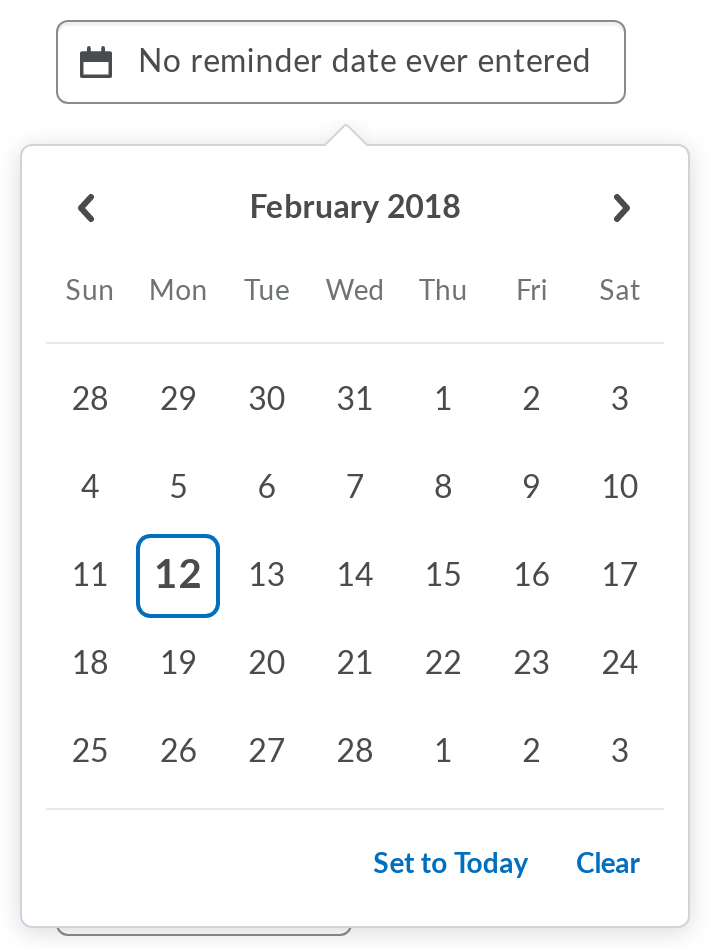 No reminder date ever entered
February 2018
Sun Mon Tue Wed Thu Fri Sat
28 29 30 31 1 2 3
4 5 6 7 8 9 10
11 12 13 14 15 16 17
18 19 20 21 22 23 24
25 26 27 28 1 2 3
Set to Today Clear